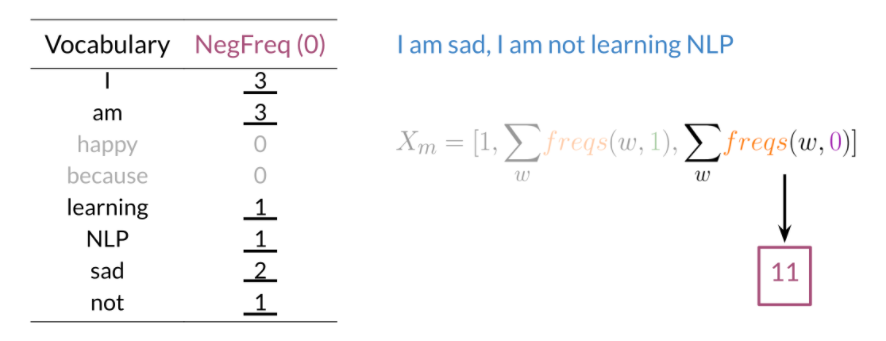 Vocabulary NegFreq (0)
I 3
am 3
happy 0
because 0
learning 1
NLP 1
sad 2
not 1
I am sad, I am not learning NLP
X_m = [1, ∑_w freqs(w, 1), ∑_w freqs(w, 0)]
11